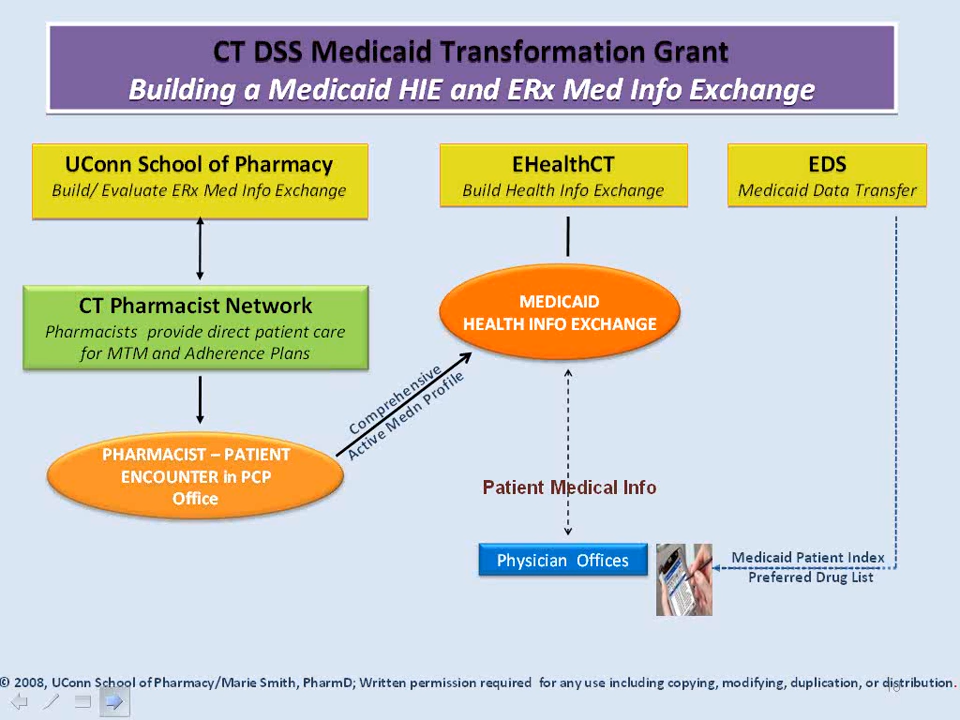 CT DSS Medicaid Transformation Grant
Building a Medicaid HIE and ERx Med Info Exchange
UConn School of Pharmacy
Build/ Evaluate ERx Med Info Exchange
EHealthCT
Build Health Info Exchange
EDS
Medicaid Data Transfer
CT Pharmacist Network
Pharmacists provide direct patient care
for MTM and Adherence Plans
MEDICAID
HEALTH INFO EXCHANGE
Comprehensive
Active Medn Profile
PHARMACIST – PATIENT
ENCOUNTER in PCP
Office
Patient Medical Info
Physician Offices
Medicaid Patient Index
Preferred Drug List
© 2008, UConn School of Pharmacy/Marie Smith, PharmD; Written permission required for any use including copying, modifying, duplication, or distribution.